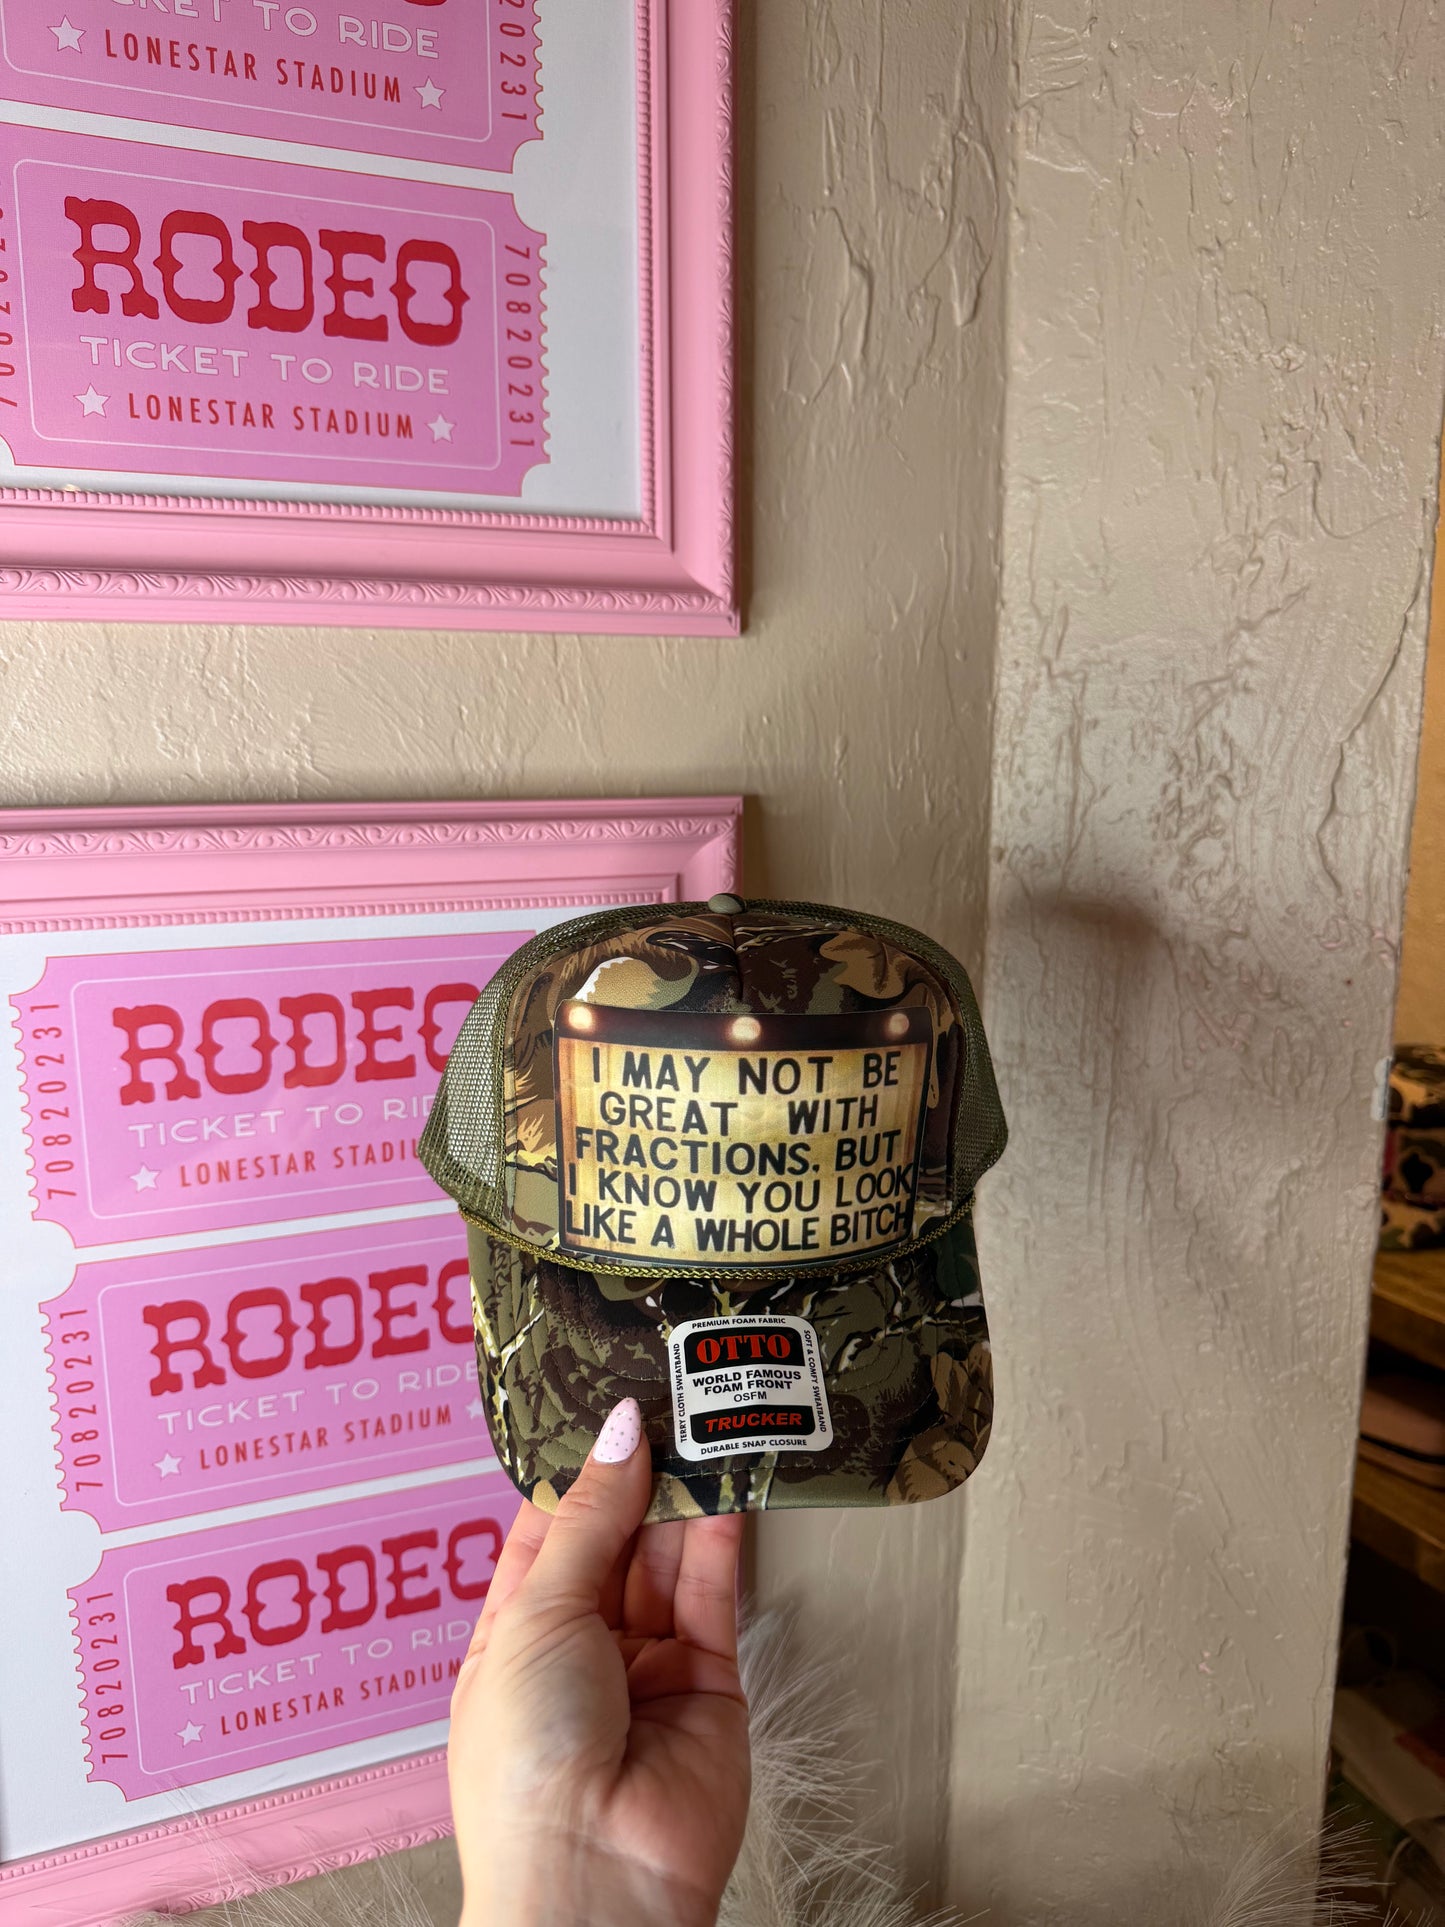 TICKET TO RIDE
LONESTAR STADIUM
20231
RODEO
TICKET TO RIDE
LONESTAR STADIUM
70820231
RODEO
TICKET TO RID
LONESTAR STADIU
70820231
RODEO
TICKET TO RIDE
LONESTAR STADIUM
70820231
RODEO
TICKET TO RID
LONESTAR STADIUM
70820231
I MAY NOT BE
GREAT WITH
FRACTIONS. BUT
I KNOW YOU LOOK
LIKE A WHOLE BITCH
PREMIUM FOAM FABRIC
OTTO
WORLD FAMOUS
FOAM FRONT
OSFM
TRUCKER
DURABLE SNAP CLOSURE
TERRY CLOTH SWEATBAND
SOFT & COMFY SWEATBAND